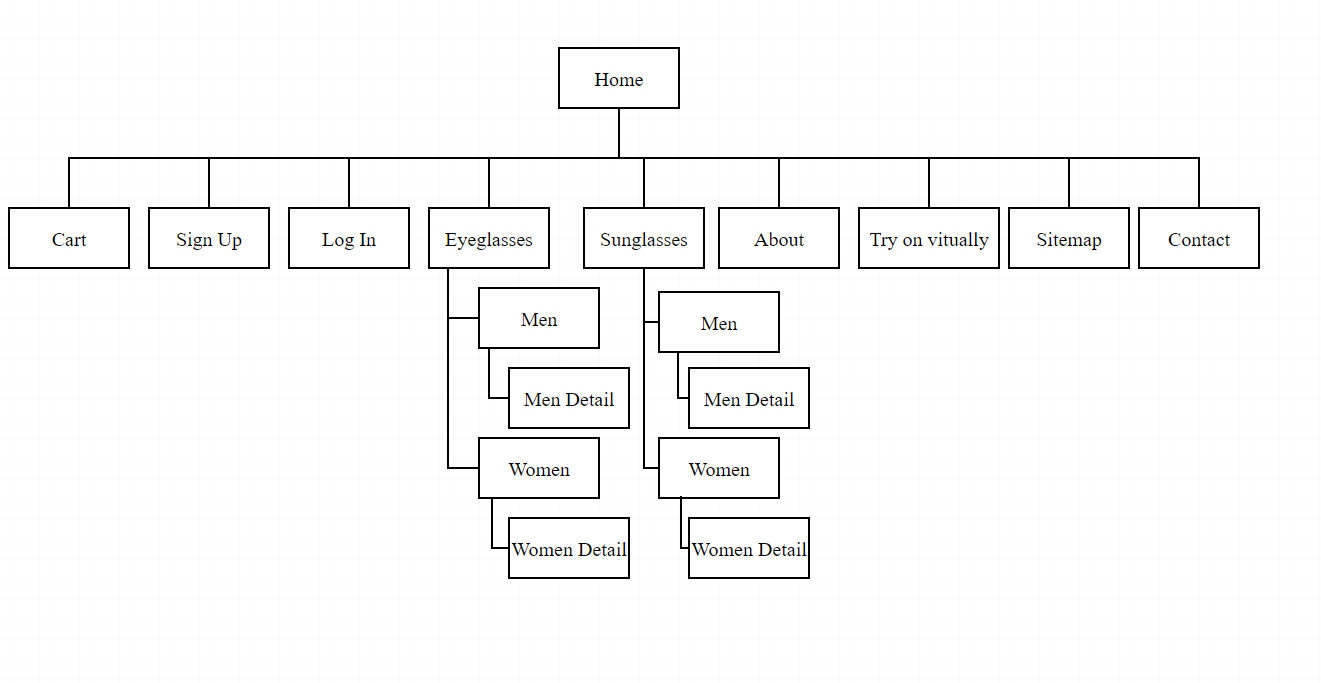 Home
Cart
Sign Up
Log In
Eyeglasses
Sunglasses
About
Try on vitually
Sitemap
Contact
Men
Men Detail
Women
Women Detail
Men
Men Detail
Women
Women Detail